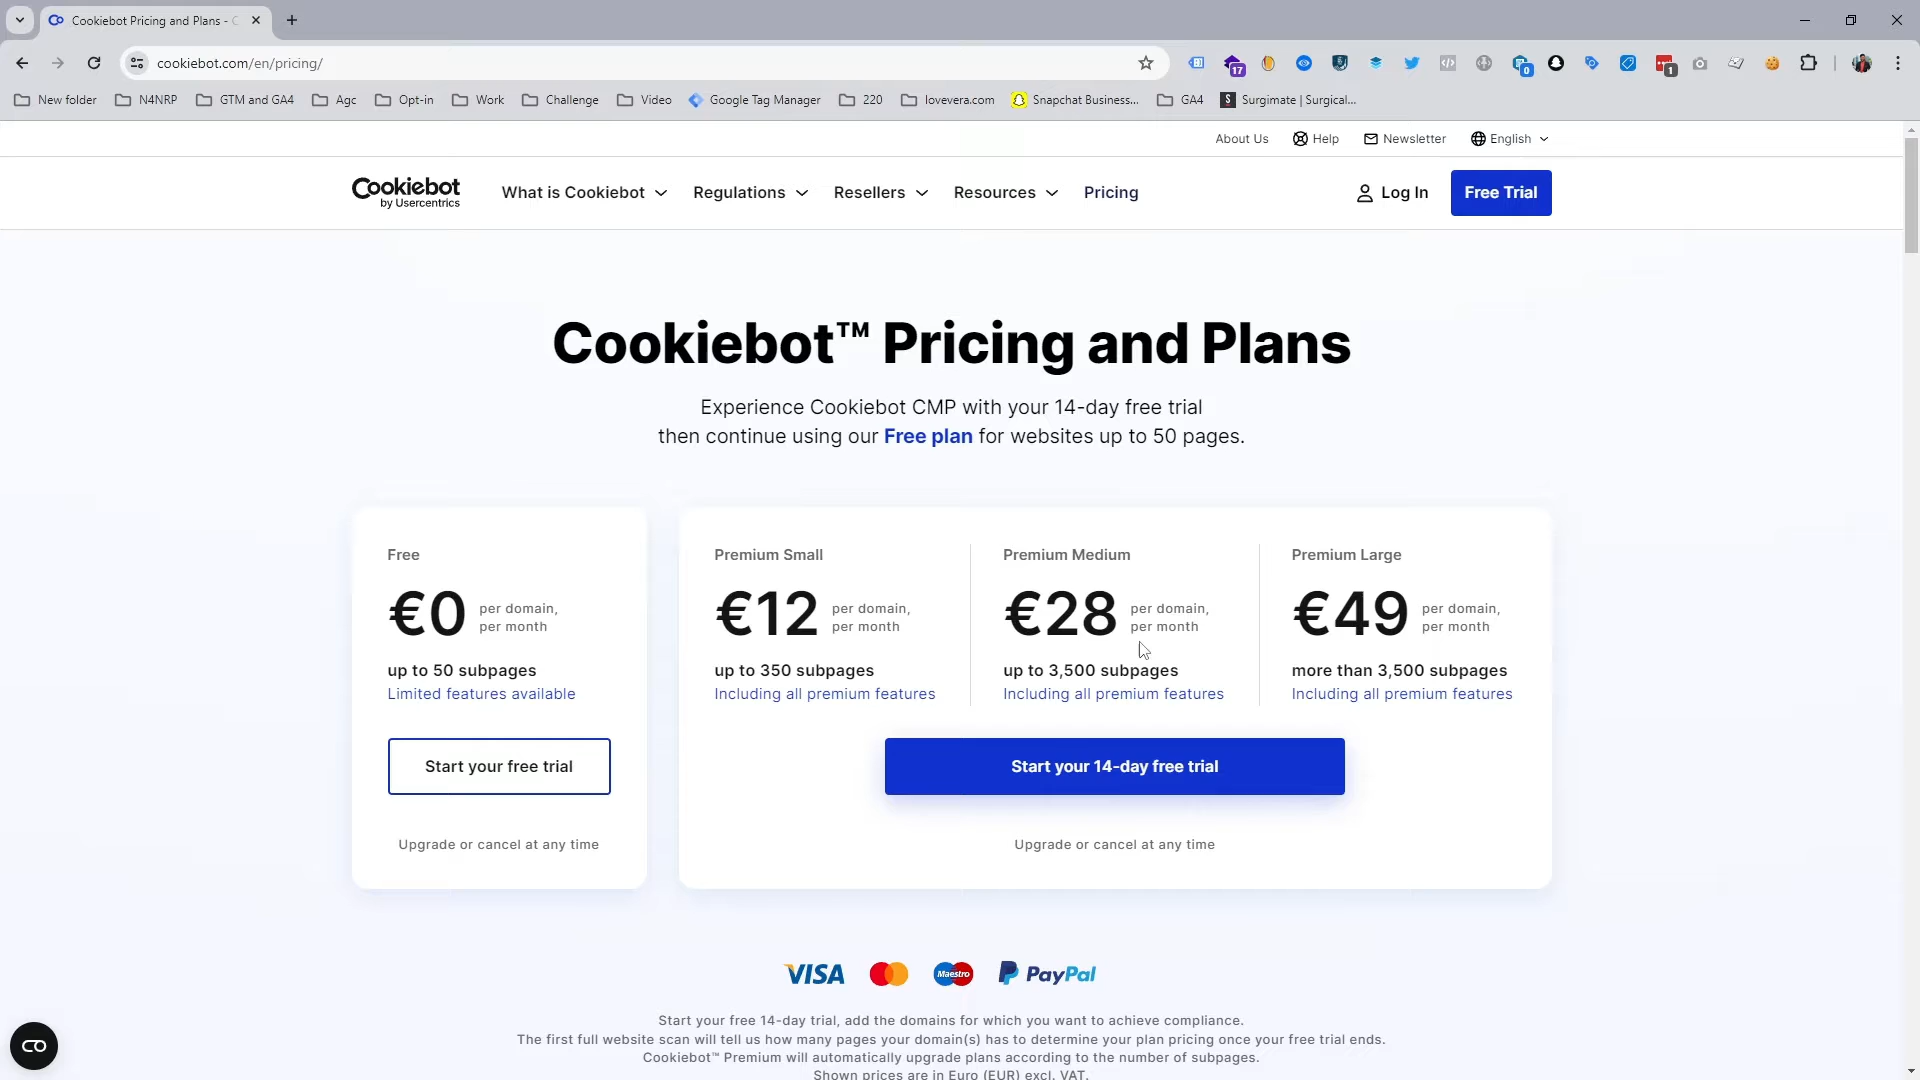 Cookiebot Pricing and Plans - C
cookiebot.com/en/pricing/
17
0
1
New folder
N4NRP
GTM and GA4
Agc
Opt-in
Work
Challenge
Video
Google Tag Manager
220
lovevera.com
Snapchat Business...
GA4
S
Surgimate | Surgical...
About Us
Help
Newsletter
English
Cookiebot
by Usercentrics
What is Cookiebot
Regulations
Resellers
Resources
Pricing
Log In
Free Trial
Cookiebot™ Pricing and Plans
Experience Cookiebot CMP with your 14-day free trial
then continue using our Free plan for websites up to 50 pages.
Free
€0
per domain,
per month
up to 50 subpages
Limited features available
Start your free trial
Upgrade or cancel at any time
Premium Small
€12
per domain,
per month
up to 350 subpages
Including all premium features
Premium Medium
€28
per domain,
per month
up to 3,500 subpages
Including all premium features
Premium Large
€49
per domain,
per month
more than 3,500 subpages
Including all premium features
Start your 14-day free trial
Upgrade or cancel at any time
VISA
Maestro
PayPal
Start your free 14-day trial, add the domains for which you want to achieve compliance.
The first full website scan will tell us how many pages your domain(s) has to determine your plan pricing once your free trial ends.
Cookiebot™ Premium will automatically upgrade plans according to the number of subpages.
Shown prices are in Euro (EUR) excl. VAT.